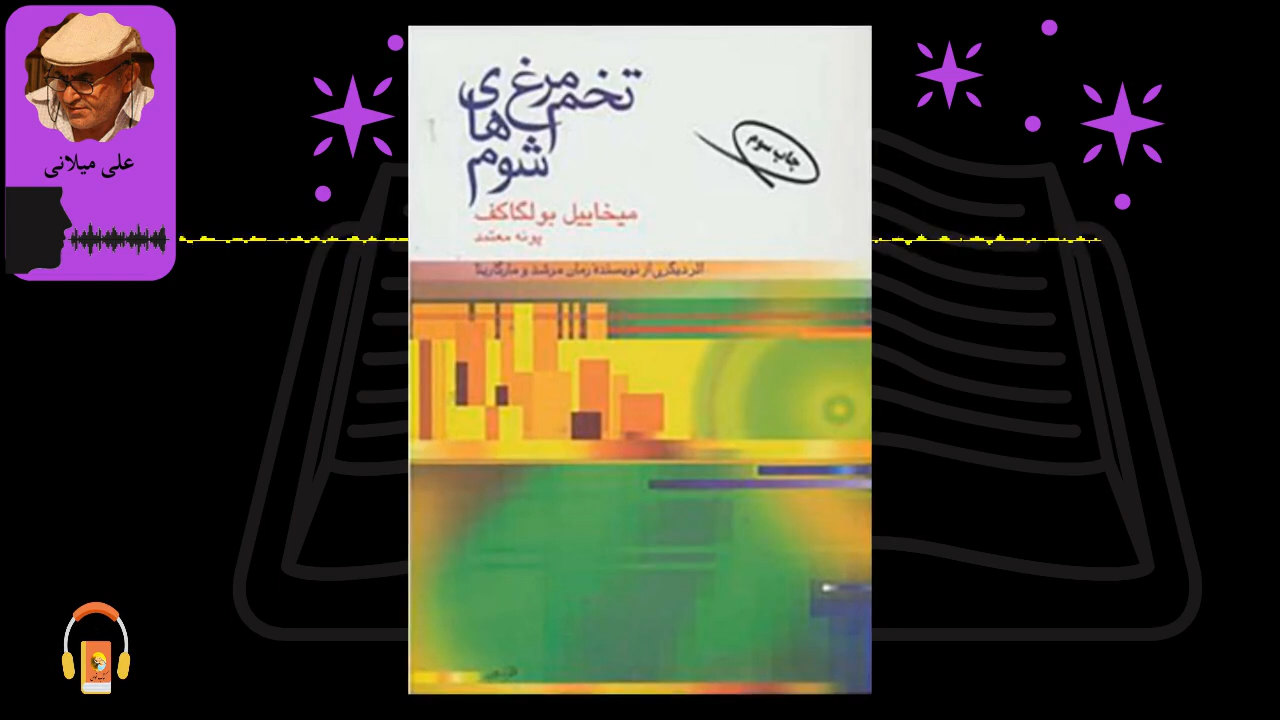 علی میلانی
تخم مرغ های
شوم
چاپ سوم
میخاییل بولگاکف
پونه معتمد
اثر دیگری از نویسنده رمان مرشد و مارگاریتا